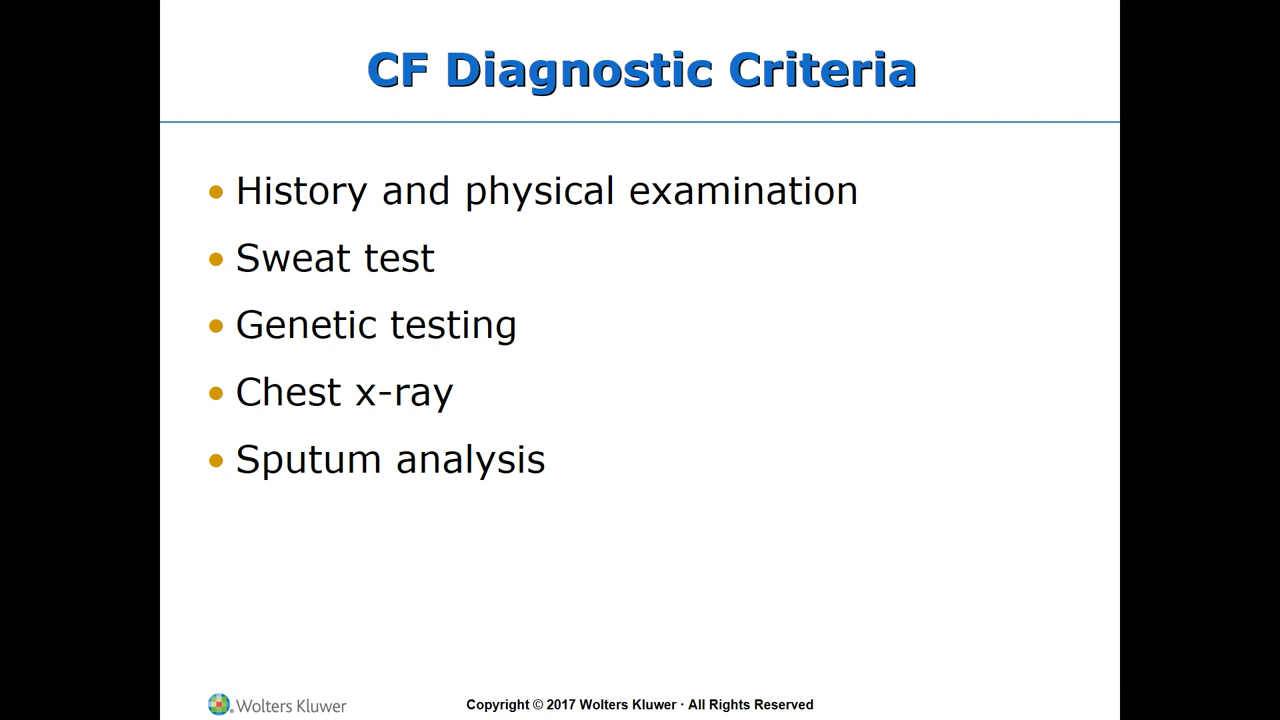 CF Diagnostic Criteria
• History and physical examination
• Sweat test
• Genetic testing
• Chest x-ray
• Sputum analysis
Wolters Kluwer
Copyright © 2017 Wolters Kluwer · All Rights Reserved